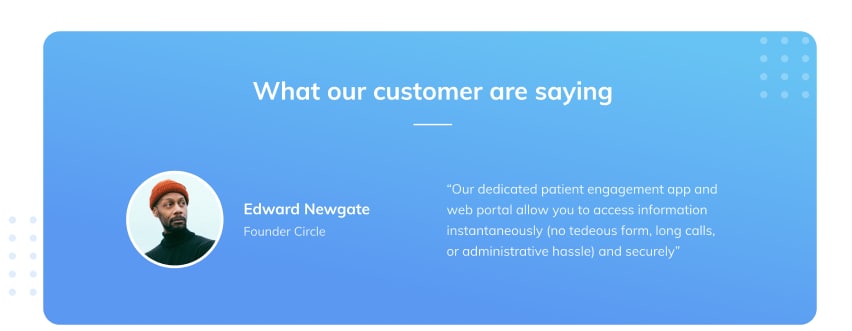 What our customer are saying
Edward Newgate
Founder Circle
“Our dedicated patient engagement app and
web portal allow you to access information
instantaneously (no tedeous form, long calls,
or administrative hassle) and securely”